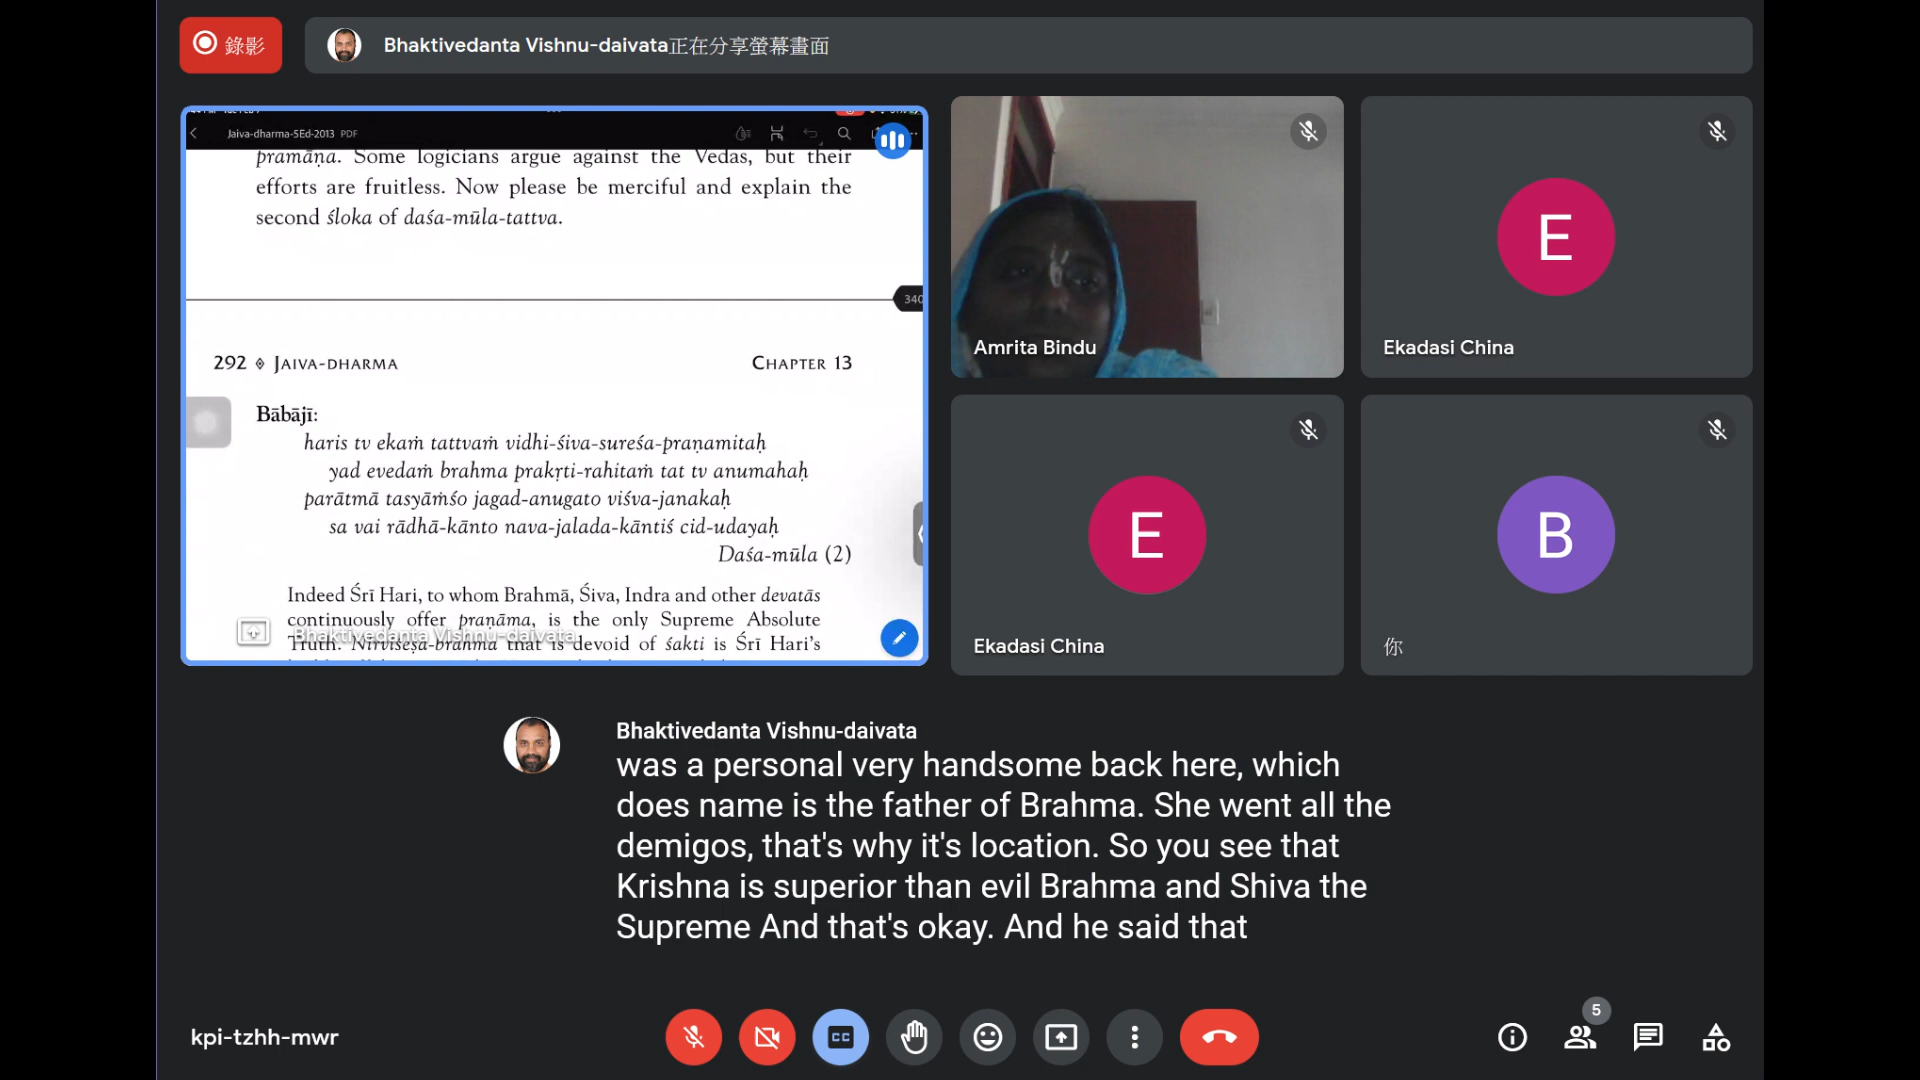 錄影
Bhaktivedanta Vishnu-daivata正在分享螢幕畫面
Jaiva-dharma-5Ed-2013 PDF
pramāṇa. Some logicians argue against the Vedas, but their
efforts are fruitless. Now please be merciful and explain the
second śloka of daśa-mūla-tattva.
340
292 ◈ JAIVA-DHARMA
CHAPTER 13
Bābājī:
haris tv ekaṁ tattvaṁ vidhi-śiva-sureśa-praṇamitaḥ
yad evedaṁ brahma prakṛti-rahitaṁ tat tv anumahaḥ
parātmā tasyāṁśo jagad-anugato viśva-janakaḥ
sa vai rādhā-kānto nava-jalada-kāntiś cid-udayaḥ
Daśa-mūla (2)
Indeed Śrī Hari, to whom Brahmā, Śiva, Indra and other devatās
continuously offer praṇāma, is the only Supreme Absolute
Truth. Nirviśeṣa-brahma that is devoid of śakti is Śrī Hari's
Bhaktivedanta Vishnu-daivata
Amrita Bindu
E
Ekadasi China
E
Ekadasi China
B
你
Bhaktivedanta Vishnu-daivata
was a personal very handsome back here, which
does name is the father of Brahma. She went all the
demigos, that's why it's location. So you see that
Krishna is superior than evil Brahma and Shiva the
Supreme And that's okay. And he said that
kpi-tzhh-mwr
CC
5